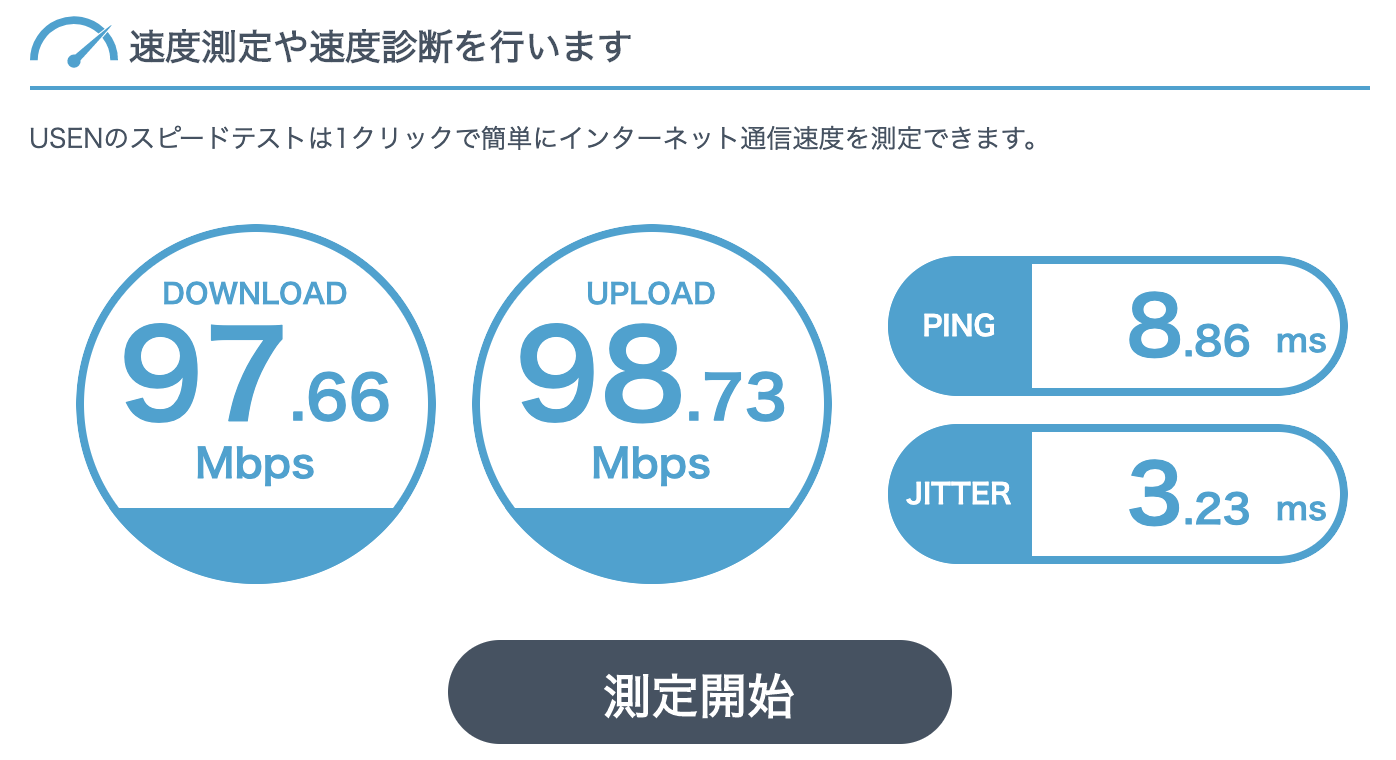 速度測定や速度診断を行います
USENのスピードテストは1クリックで簡単にインターネット通信速度を測定できます。
DOWNLOAD
97.66
Mbps
UPLOAD
98.73
Mbps
PING
8.86 ms
JITTER
3.23 ms
測定開始